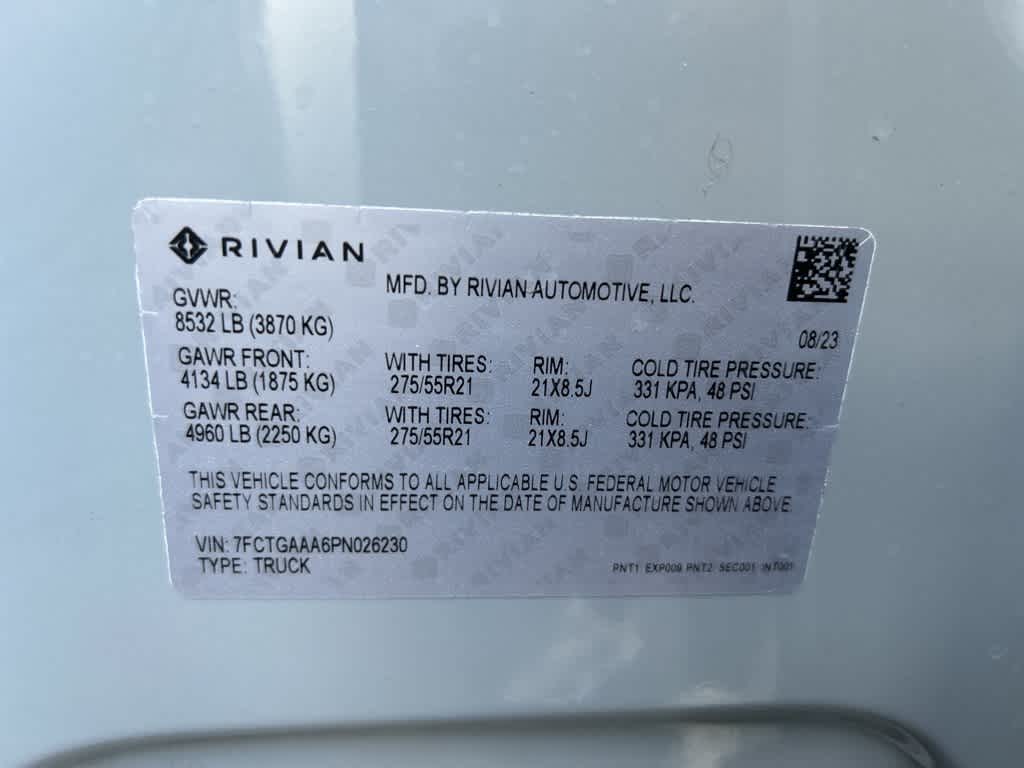 RIVIAN
MFD. BY RIVIAN AUTOMOTIVE, LLC.
08/23
GVWR:
8532 LB (3870 KG)
GAWR FRONT: WITH TIRES: RIM: COLD TIRE PRESSURE:
4134 LB (1875 KG) 275/55R21 21X8.5J 331 KPA, 48 PSI
GAWR REAR: WITH TIRES: RIM: COLD TIRE PRESSURE:
4960 LB (2250 KG) 275/55R21 21X8.5J 331 KPA, 48 PSI
THIS VEHICLE CONFORMS TO ALL APPLICABLE U.S. FEDERAL MOTOR VEHICLE
SAFETY STANDARDS IN EFFECT ON THE DATE OF MANUFACTURE SHOWN ABOVE.
VIN: 7FCTGAAA6PN026230
TYPE: TRUCK
PNT1: EXP009 PNT2: SEC001 INT001